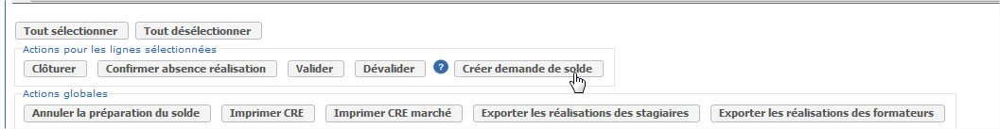 Tout sélectionner Tout désélectionner
Actions pour les lignes sélectionnées
Clôturer Confirmer absence réalisation Valider Dévalider ? Créer demande de solde
Actions globales
Annuler la préparation du solde Imprimer CRE Imprimer CRE marché Exporter les réalisations des stagiaires Exporter les réalisations des formateurs